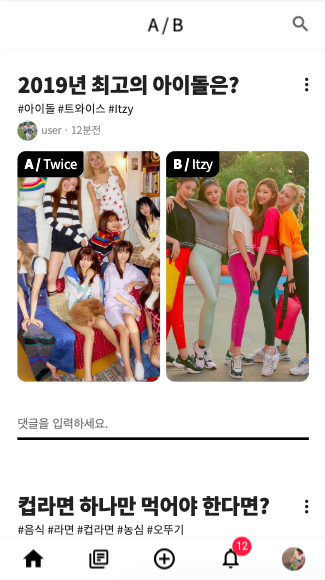 A / B
2019년 최고의 아이돌은?
#아이돌 #트와이스 #Itzy
user · 12분전
A / Twice
B / Itzy
댓글을 입력하세요.
컵라면 하나만 먹어야 한다면?
#음식 #라면 #컵라면 #농심 #오뚜기
12